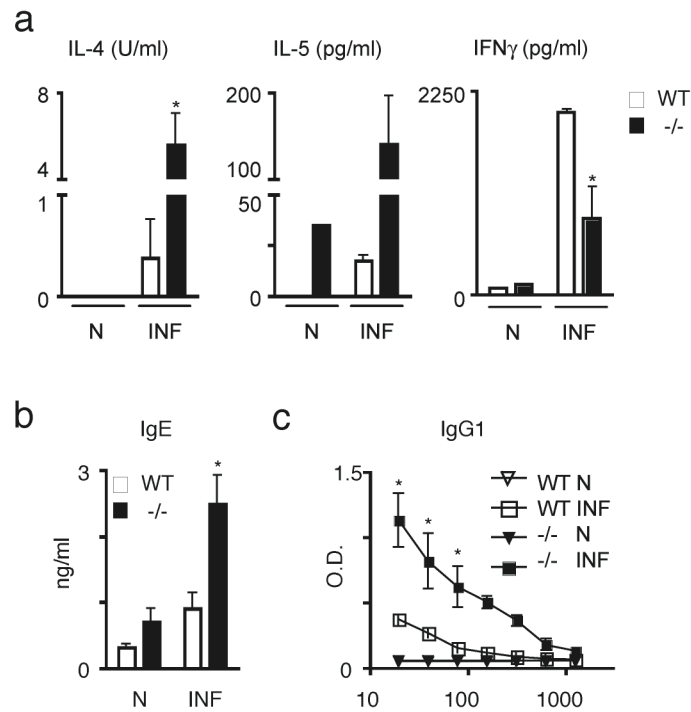 a
IL-4 (U/ml) IL-5 (pg/ml) IFNγ (pg/ml)
8 200 2250 WT
* -/-
4 100 *
1 50
0 0 0
N INF N INF N INF
b c
IgE IgG1
3 * 1.5
WT * WT N
-/- * WT INF
* -/- N
-/- INF
ng/ml O.D.
0 0
N INF 10 100 1000